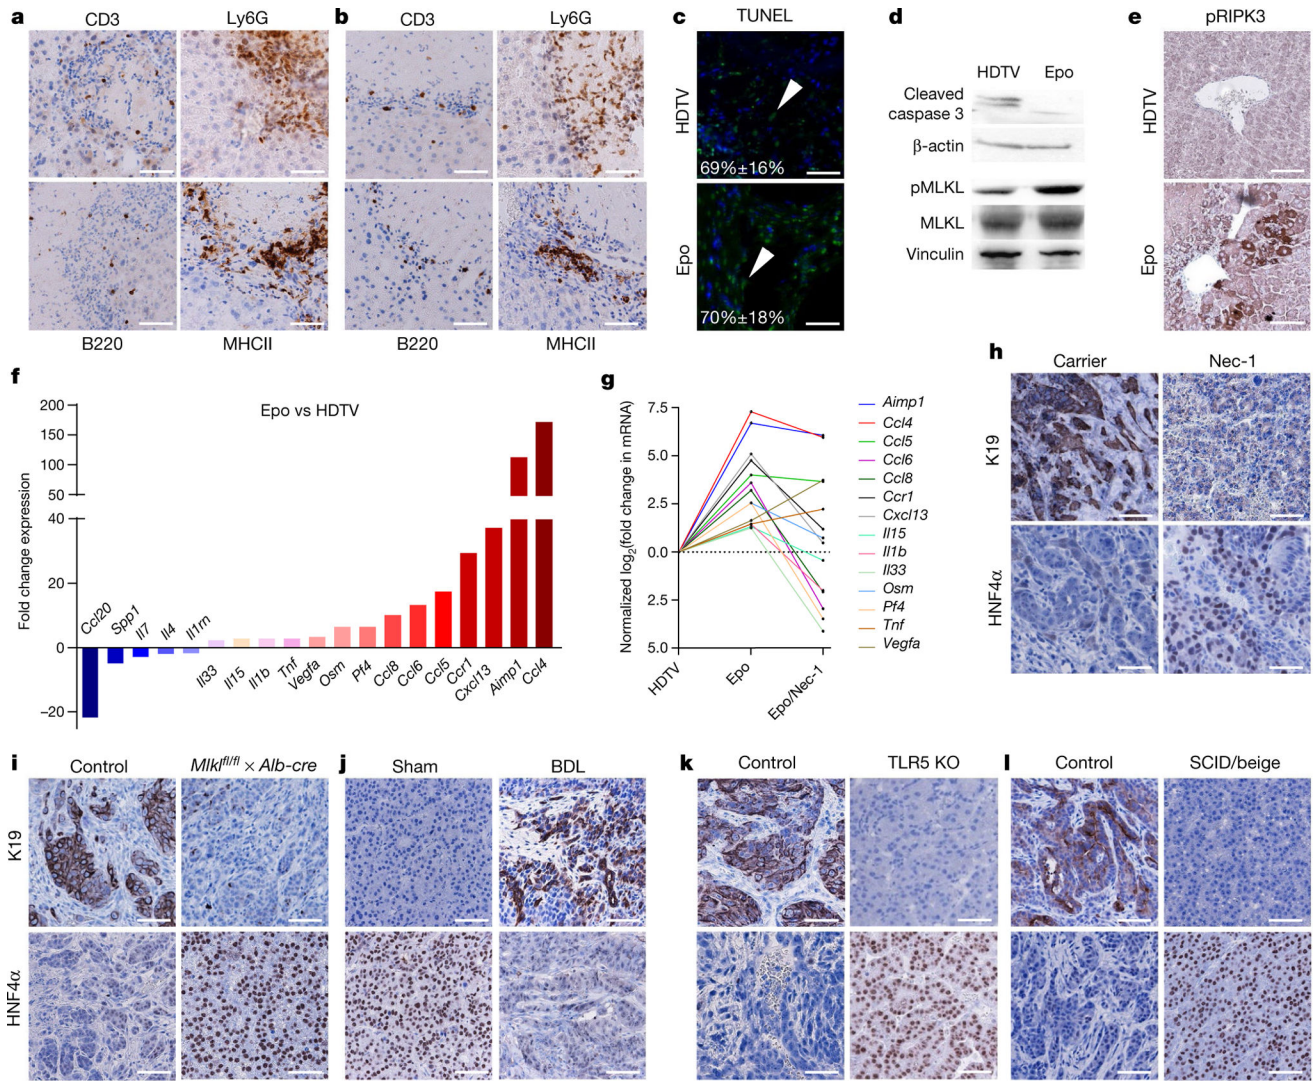 a
CD3
Ly6G
B220
MHCII
b
CD3
Ly6G
B220
MHCII
c
TUNEL
HDTV
69%±16%
Epo
70%±18%
d
HDTV Epo
Cleaved
caspase 3
β-actin
pMLKL
MLKL
Vinculin
e
pRIPK3
HDTV
Epo
f
Epo vs HDTV
Fold change expression
200
150
100
50
40
20
0
−20
Ccl20
Spp1
Il7
Il4
Il1rn
Il33
Il15
Il1b
Tnf
Vegfa
Osm
Pf4
Ccl8
Ccl6
Ccl5
Ccr1
Cxcl13
Aimp1
Ccl4
g
Normalized log2(fold change in mRNA)
7.5
5.0
2.5
0.0
2.5
5.0
HDTV
Epo
Epo/Nec-1
Aimp1
Ccl4
Ccl5
Ccl6
Ccl8
Ccr1
Cxcl13
Il15
Il1b
Il33
Osm
Pf4
Tnf
Vegfa
h
Carrier
Nec-1
K19
HNF4α
i
Control
Mlklfl/fl × Alb-cre
K19
HNF4α
j
Sham
BDL
k
Control
TLR5 KO
l
Control
SCID/beige